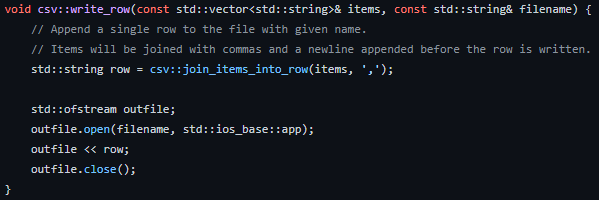 void csv::write_row(const std::vector<std::string>& items, const std::string& filename) {
    // Append a single row to the file with given name.
    // Items will be joined with commas and a newline appended before the row is written.
    std::string row = csv::join_items_into_row(items, ',');

    std::ofstream outfile;
    outfile.open(filename, std::ios_base::app);
    outfile << row;
    outfile.close();
}